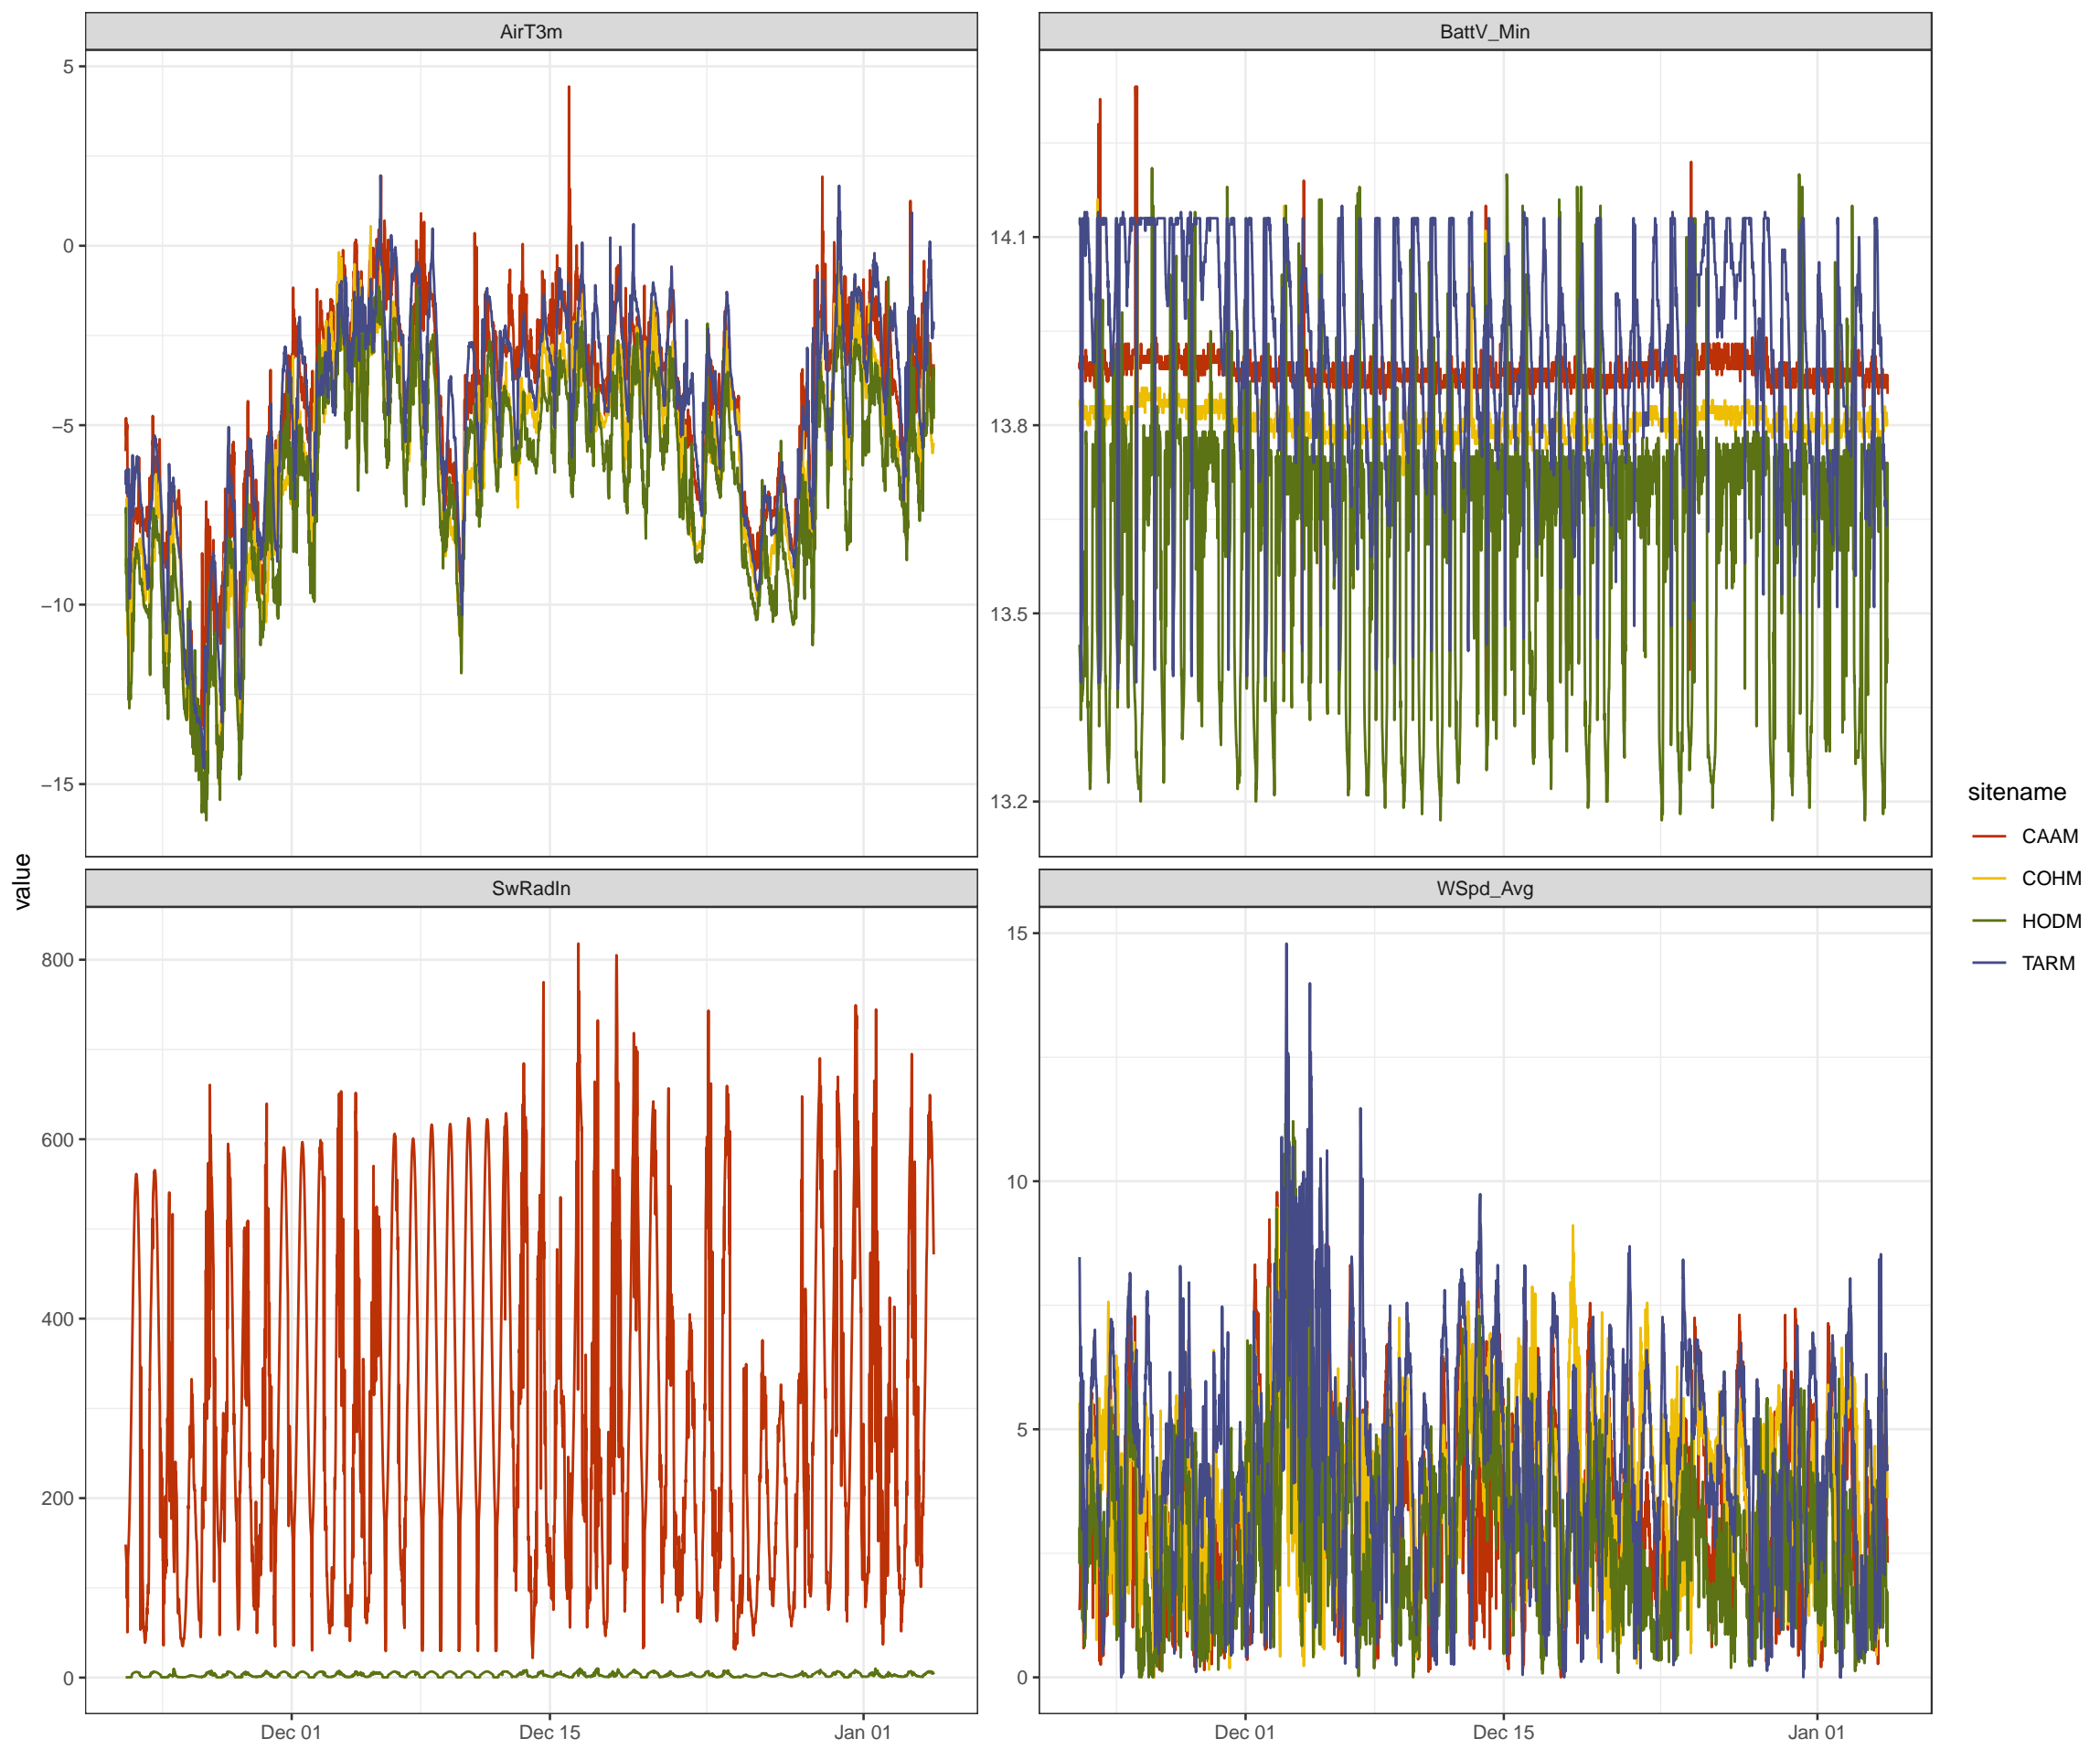 AirT3m
5
0
−5
−10
−15
BattV_Min
14.1
13.8
13.5
13.2
value
SwRadIn
800
600
400
200
0
Dec 01
Dec 15
Jan 01
WSpd_Avg
15
10
5
0
Dec 01
Dec 15
Jan 01
sitename
CAAM
COHM
HODM
TARM